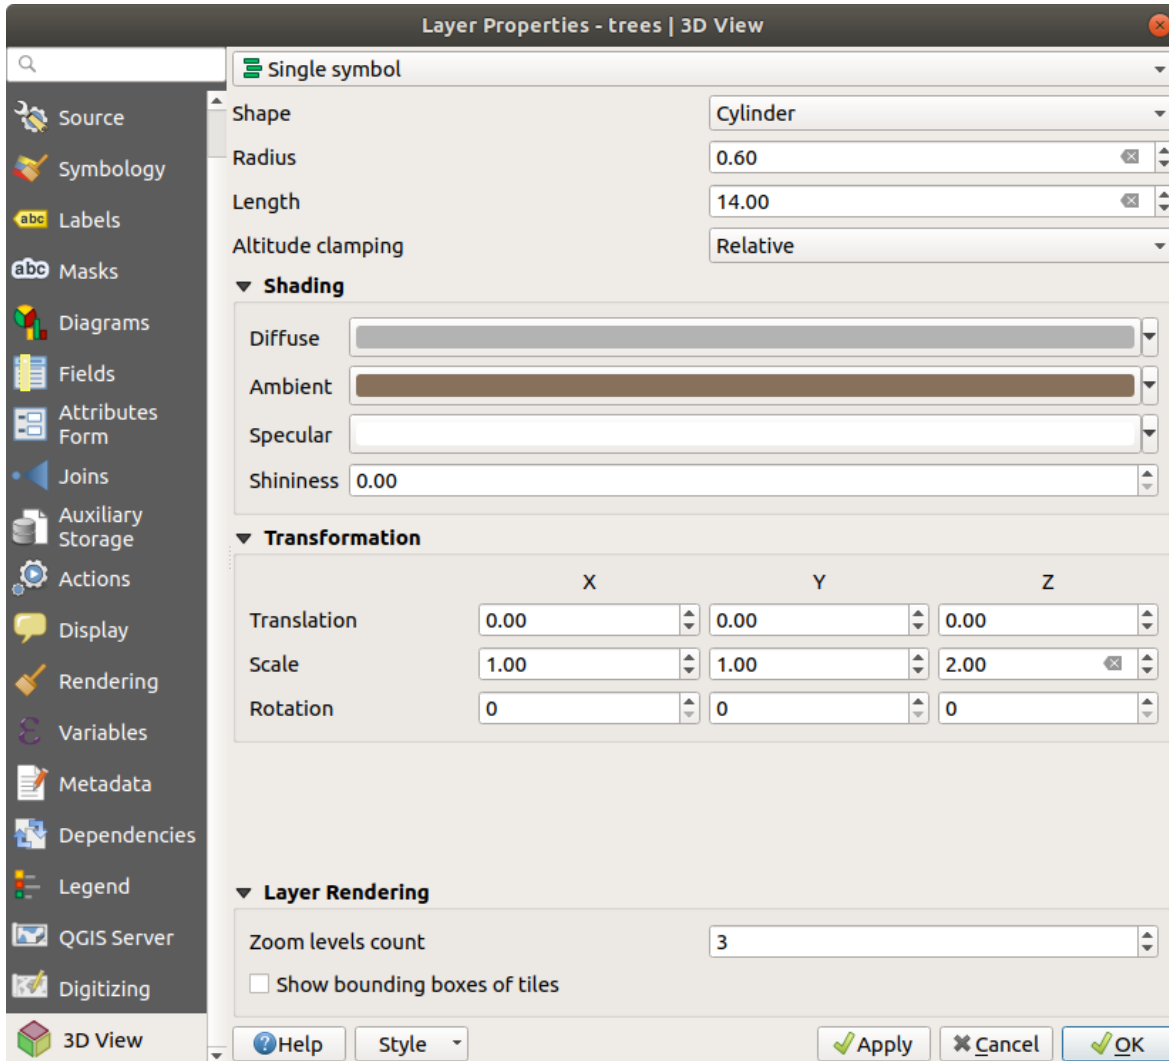 Layer Properties - trees | 3D View
Source
Symbology
abc Labels
abc Masks
Diagrams
Fields
Attributes
Form
Joins
Auxiliary
Storage
Actions
Display
Rendering
ε Variables
Metadata
Dependencies
Legend
QGIS Server
Digitizing
3D View
Single symbol
Shape Cylinder
Radius 0.60
Length 14.00
Altitude clamping Relative
Shading
Diffuse
Ambient
Specular
Shininess 0.00
Transformation
X Y Z
Translation 0.00 0.00 0.00
Scale 1.00 1.00 2.00
Rotation 0 0 0
Layer Rendering
Zoom levels count 3
Show bounding boxes of tiles
Help Style Apply Cancel OK